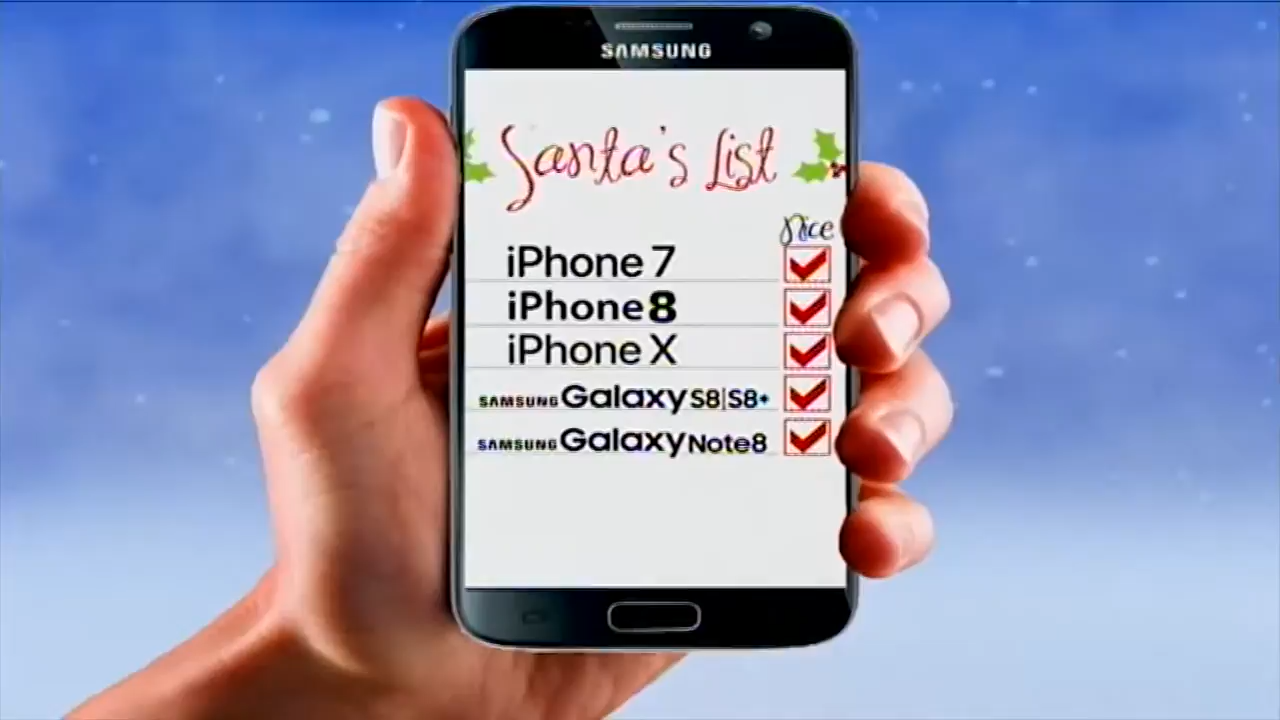 SAMSUNG
Santa's List
Nice
iPhone 7
iPhone 8
iPhone X
SAMSUNG Galaxy S8|S8+
SAMSUNG Galaxy Note8